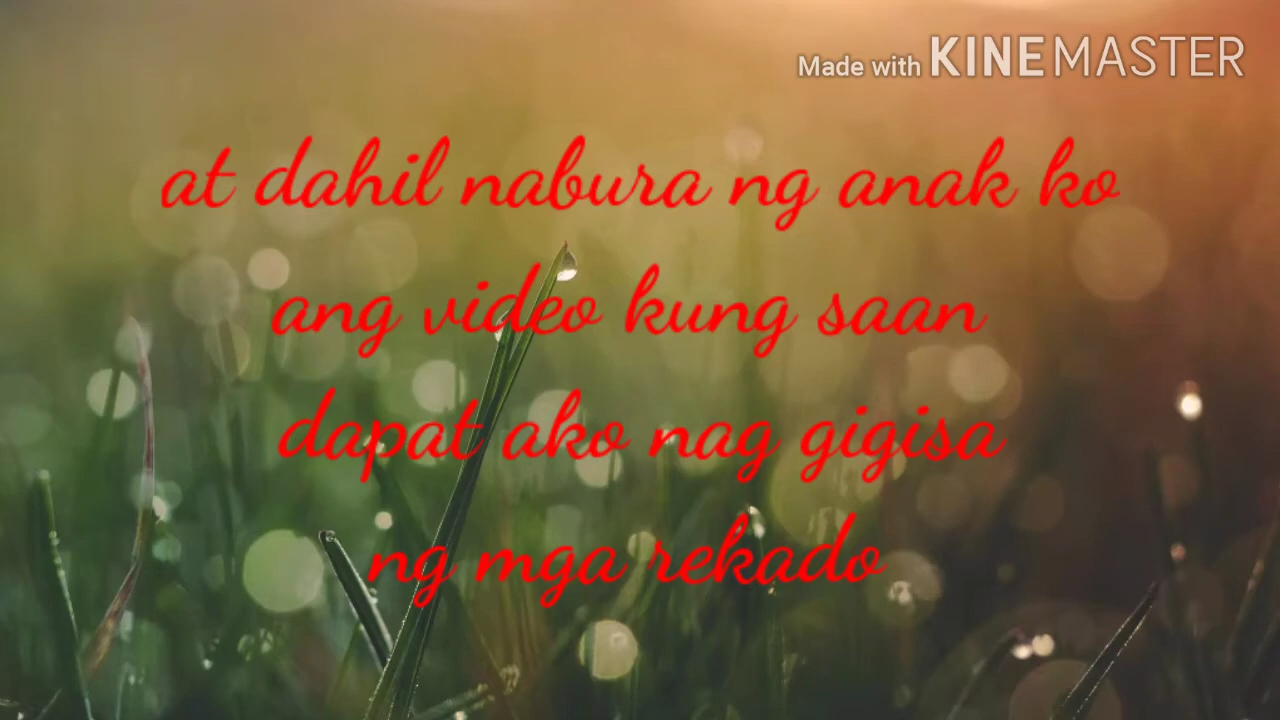 Made with KINEMASTER
at dahil nabura ng anak ko
ang video kung saan
dapat ako nag gigisa
ng mga rekado